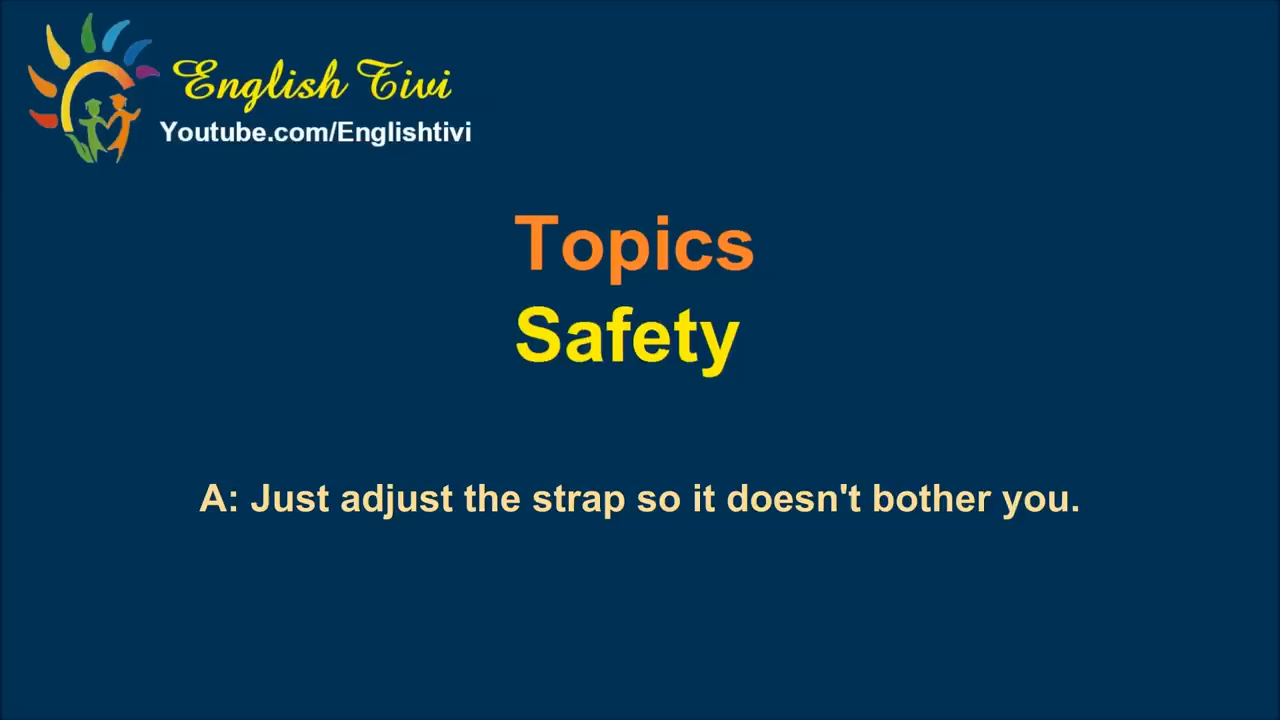 English Tivi
Youtube.com/Englishtivi
Topics
Safety
A: Just adjust the strap so it doesn't bother you.